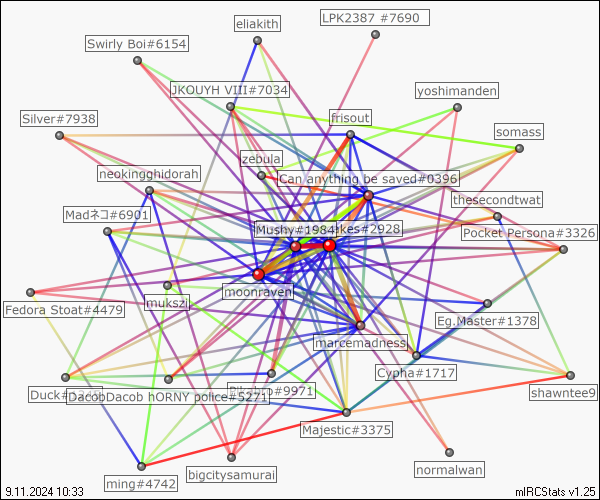 LPK2387 #7690
eliakith
Swirly Boi#6154
JKOUYH VIII#7034
yoshimanden
Silver#7938
frisout
somass
zebula
neokingghidorah
Can anything be saved#0396
thesecondtwat
Madネコ#6901
Mushy#1984
kes#2928
Pocket Persona#3326
moonraven
mukszi
Fedora Stoat#4479
Eg.Master#1378
marcemadness
Cypha#1717
Duck
DacobDacob hORNY police#5271
#9971
shawntee9
Majestic#3375
normalwan
bigcitysamurai
ming#4742
9.11.2024 10:33
mIRCStats v1.25